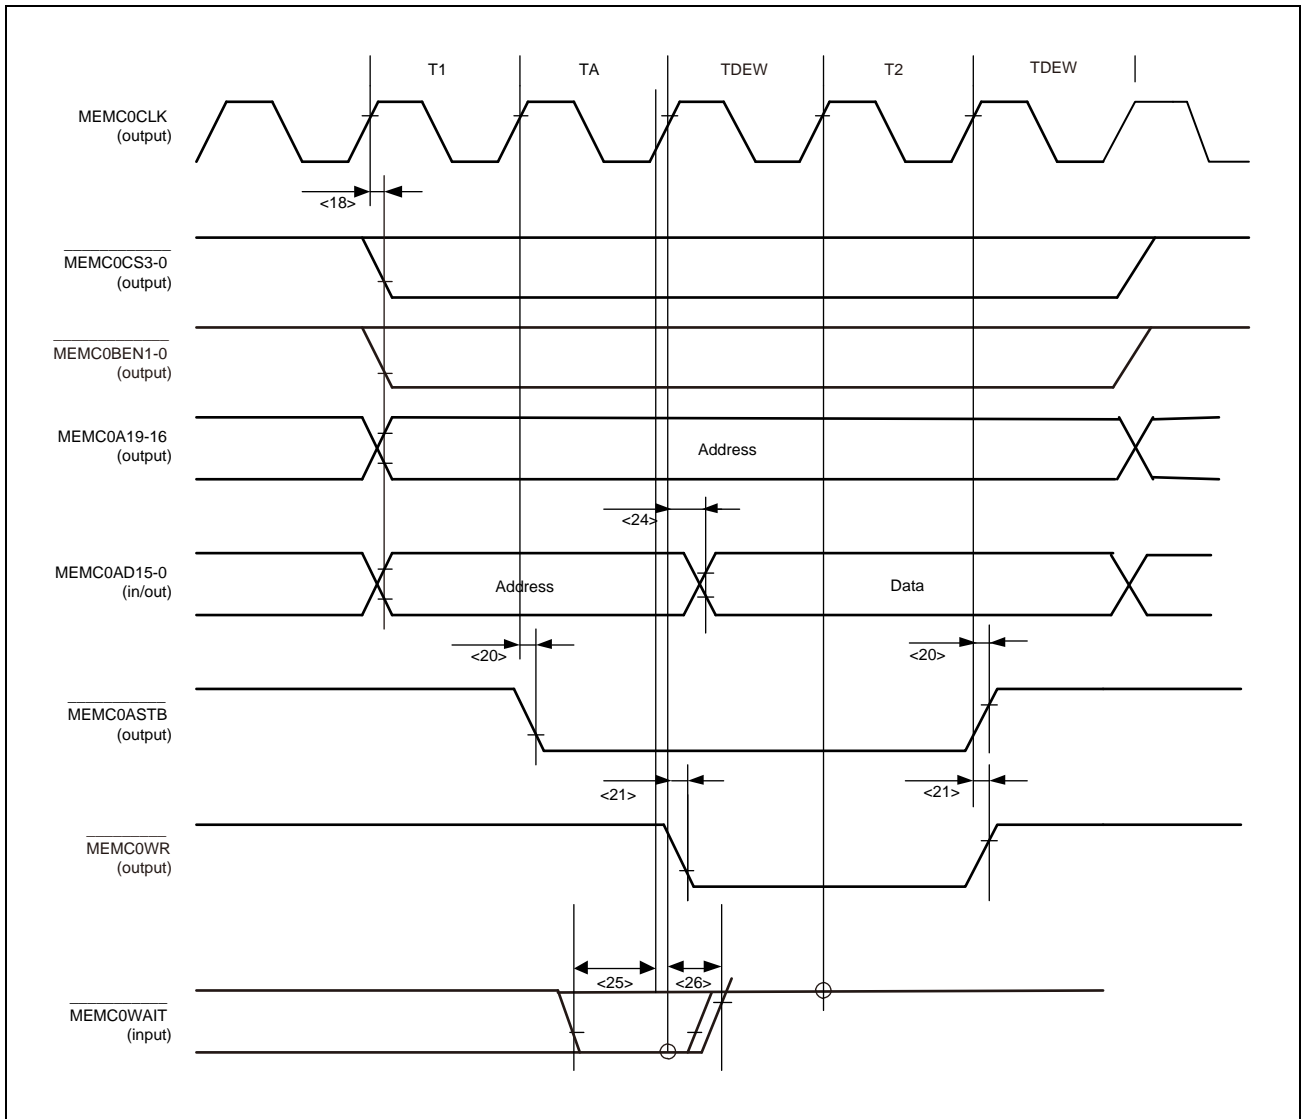 T1 TA TDEW T2 TDEW
MEMC0CLK
(output)
<18>
MEMC0CS3-0
(output)
MEMC0BEN1-0
(output)
MEMC0A19-16
(output)
Address
<24>
MEMC0AD15-0
(in/out)
Address Data
<20> <20>
MEMC0ASTB
(output)
<21> <21>
MEMC0WR
(output)
<25> <26>
MEMC0WAIT
(input)